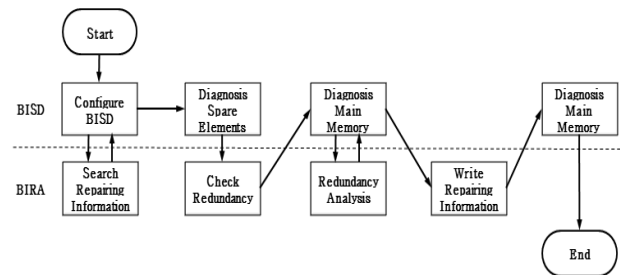 Start
BISD
Configure
BISD
Diagnosis
Spare
Elements
Diagnosis
Main
Memory
Diagnosis
Main
Memory
BIRA
Search
Repairing
Information
Check
Redundancy
Redundancy
Analysis
Write
Repairing
Information
End